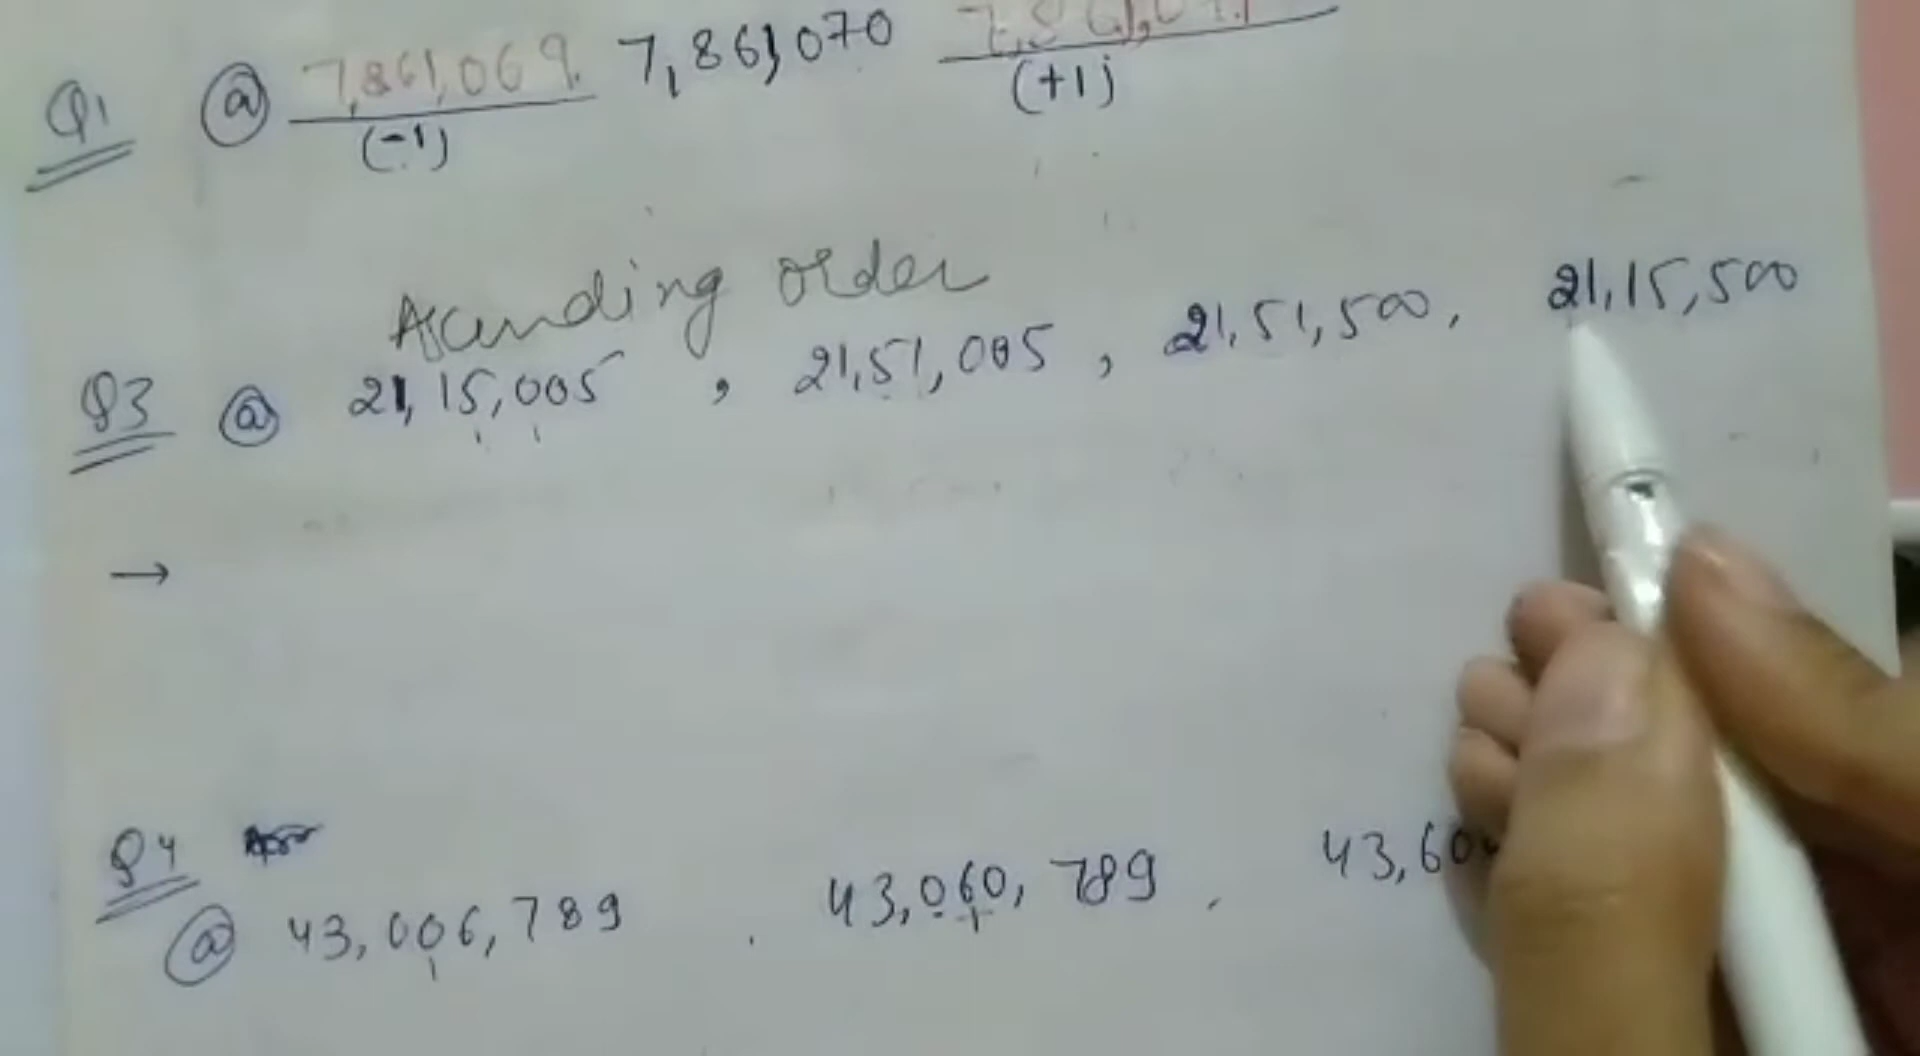 Q1 @ 7,861,069. 7,861,070
(-1) (+1)
Ascending order
Q3 @ 21,15,005 , 21,51,005 , 21,51,500, 21,15,500
→
Q4
@ 43,006,789 . 43,060,789 , 43,60